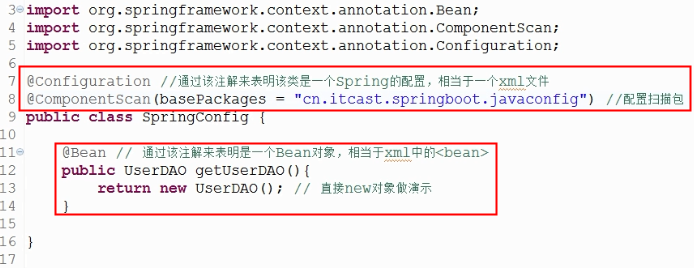 3 import org.springframework.context.annotation.Bean;
4 import org.springframework.context.annotation.ComponentScan;
5 import org.springframework.context.annotation.Configuration;
6
7 @Configuration //通过该注解来表明该类是一个Spring的配置，相当于一个xml文件
8 @ComponentScan(basePackages = "cn.itcast.springboot.javaconfig") //配置扫描包
9 public class SpringConfig {
10
11 @Bean // 通过该注解来表明是一个Bean对象，相当于xml中的<bean>
12 public UserDAO getUserDAO(){
13 return new UserDAO(); // 直接new对象做演示
14 }
15
16 }
17